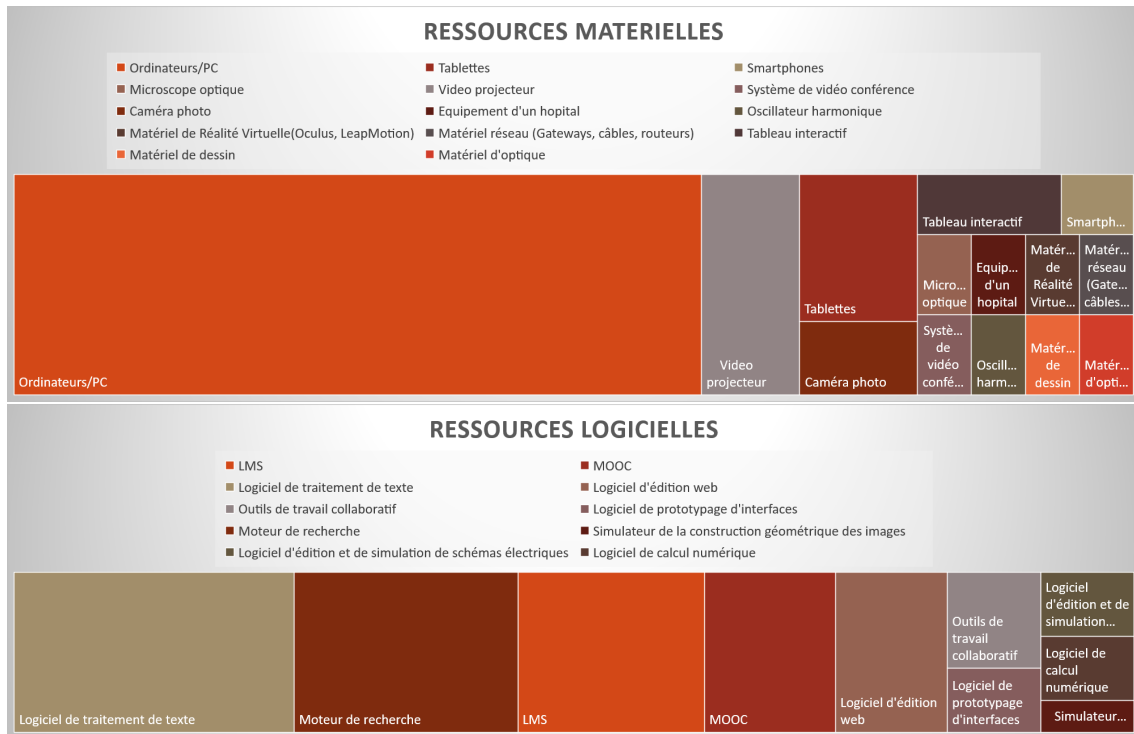 RESSOURCES MATERIELLES
Ordinateurs/PC
Tablettes
Smartphones
Microscope optique
Video projecteur
Système de vidéo conférence
Caméra photo
Equipement d'un hopital
Oscillateur harmonique
Matériel de Réalité Virtuelle(Oculus, LeapMotion)
Matériel réseau (Gateways, câbles, routeurs)
Tableau interactif
Matériel de dessin
Matériel d'optique
Ordinateurs/PC
Video
projecteur
Tablettes
Caméra photo
Tableau interactif
Smartph...
Micro...
optique
Equip...
d'un
hopital
Matér...
de
Réalité
Virtue...
Matér...
réseau
(Gate...
câbles...
Systè...
de
vidéo
confé...
Oscill...
harm...
Matér...
de
dessin
Matér...
d'opti...
RESSOURCES LOGICIELLES
LMS
MOOC
Logiciel de traitement de texte
Logiciel d'édition web
Outils de travail collaboratif
Logiciel de prototypage d'interfaces
Moteur de recherche
Simulateur de la construction géométrique des images
Logiciel d'édition et de simulation de schémas électriques
Logiciel de calcul numérique
Logiciel de traitement de texte
Moteur de recherche
LMS
MOOC
Logiciel d'édition
web
Outils de
travail
collaboratif
Logiciel de
prototypage
d'interfaces
Logiciel
d'édition et de
simulation...
Logiciel de
calcul
numérique
Simulateur...